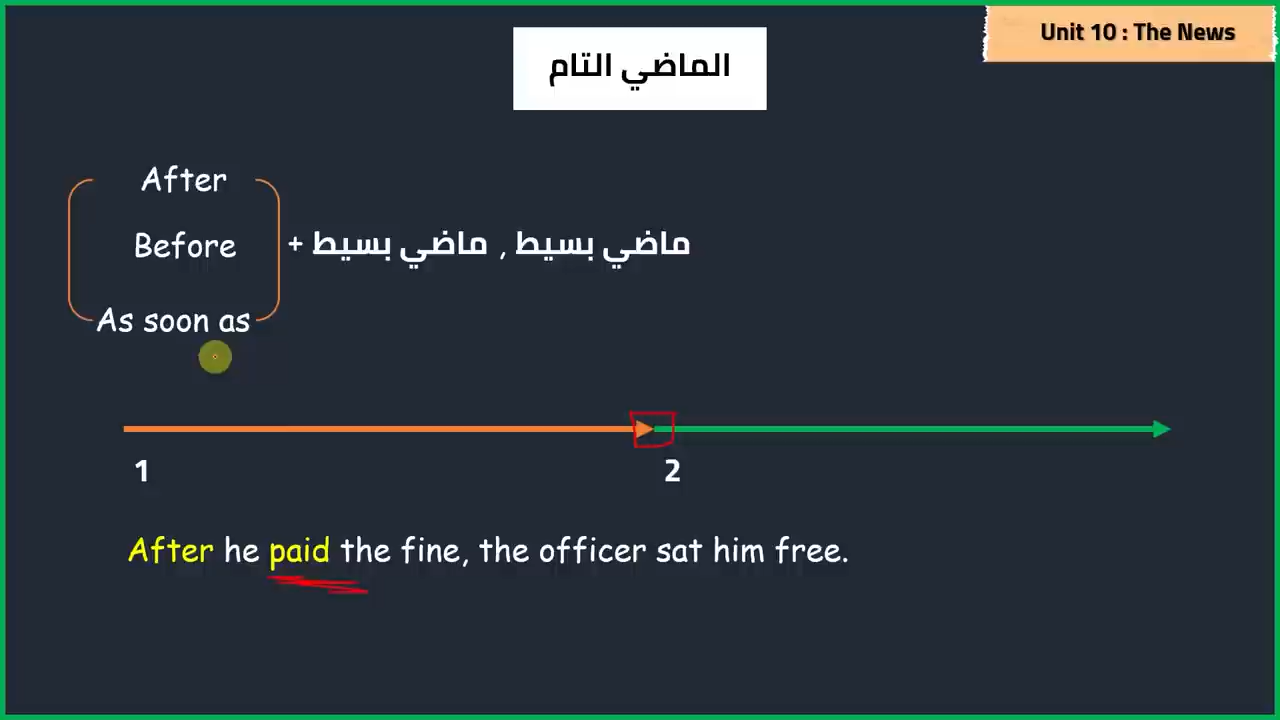 Unit 10 : The News
الماضي التام
After
Before
+ ماضي بسيط , ماضي بسيط
As soon as
1
2
After he paid the fine, the officer sat him free.